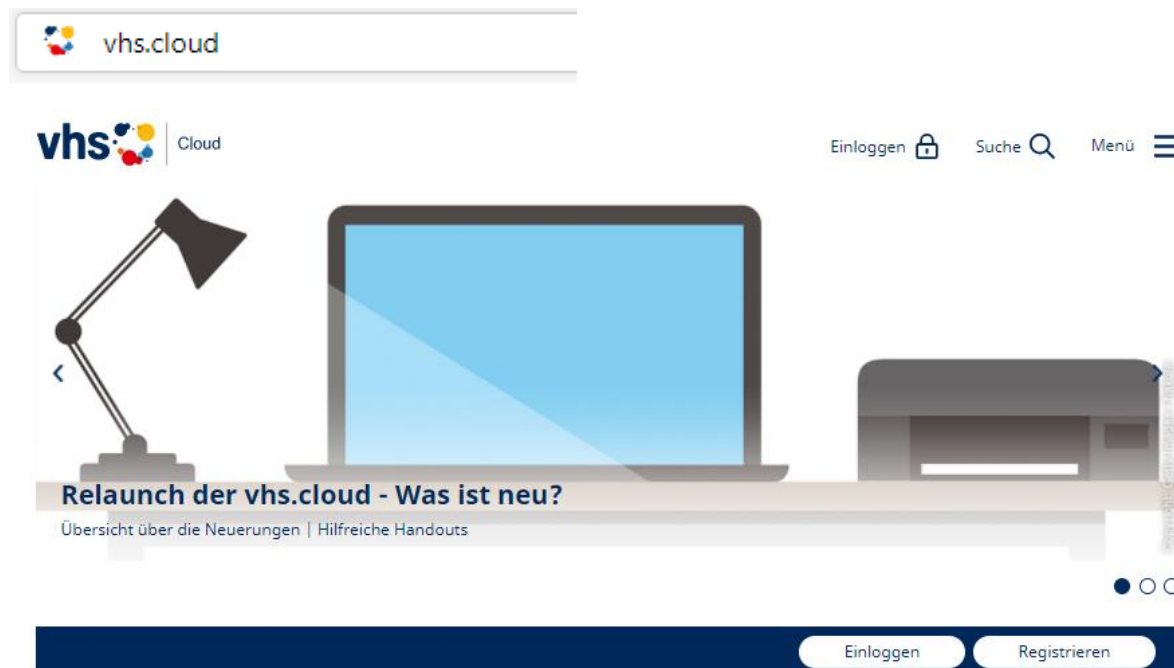 vhs.cloud
vhs Cloud
Einloggen Suche Menü
Relaunch der vhs.cloud - Was ist neu?
Übersicht über die Neuerungen | Hilfreiche Handouts
Einloggen Registrieren